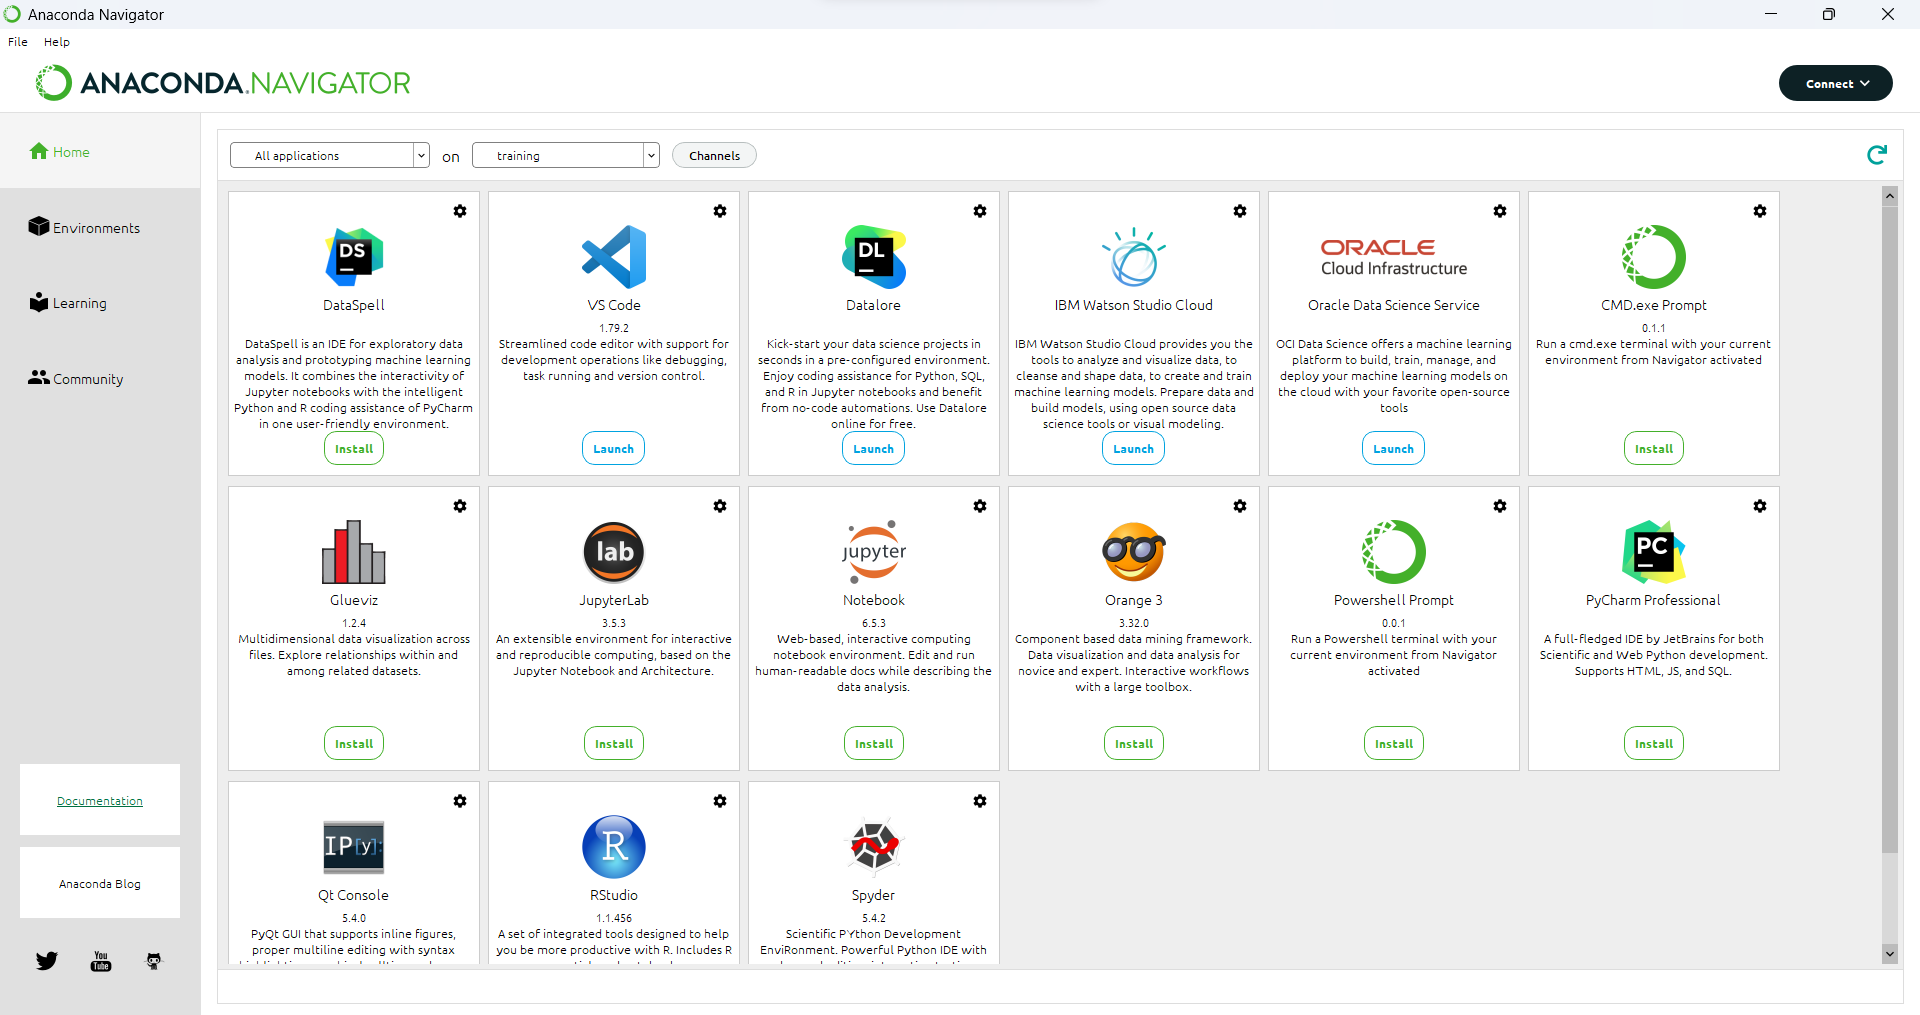 Anaconda Navigator
File Help
ANACONDA.NAVIGATOR
Connect
Home
Environments
Learning
Community
Documentation
Anaconda Blog
You
Tube
All applications on training Channels
DS
DataSpell
DataSpell is an IDE for exploratory data
analysis and prototyping machine learning
models. It combines the interactivity of
Jupyter notebooks with the intelligent
Python and R coding assistance of PyCharm
in one user-friendly environment.
Install
VS Code
1.79.2
Streamlined code editor with support for
development operations like debugging,
task running and version control.
Launch
DL
Datalore
Kick-start your data science projects in
seconds in a pre-configured environment.
Enjoy coding assistance for Python, SQL,
and R in Jupyter notebooks and benefit
from no-code automations. Use Datalore
online for free.
Launch
IBM Watson Studio Cloud
IBM Watson Studio Cloud provides you the
tools to analyze and visualize data, to
cleanse and shape data, to create and train
machine learning models. Prepare data and
build models, using open source data
science tools or visual modeling.
Launch
ORACLE
Cloud Infrastructure
Oracle Data Science Service
OCI Data Science offers a machine learning
platform to build, train, manage, and
deploy your machine learning models on
the cloud with your favorite open-source
tools
Launch
CMD.exe Prompt
0.1.1
Run a cmd.exe terminal with your current
environment from Navigator activated
Install
Glueviz
1.2.4
Multidimensional data visualization across
files. Explore relationships within and
among related datasets.
Install
lab
JupyterLab
3.5.3
An extensible environment for interactive
and reproducible computing, based on the
Jupyter Notebook and Architecture.
Install
jupyter
Notebook
6.5.3
Web-based, interactive computing
notebook environment. Edit and run
human-readable docs while describing the
data analysis.
Install
Orange 3
3.32.0
Component based data mining framework.
Data visualization and data analysis for
novice and expert. Interactive workflows
with a large toolbox.
Install
Powershell Prompt
0.0.1
Run a Powershell terminal with your
current environment from Navigator
activated
Install
PC
PyCharm Professional
A full-fledged IDE by JetBrains for both
Scientific and Web Python development.
Supports HTML, JS, and SQL.
Install
IP[y]:
Qt Console
5.4.0
PyQt GUI that supports inline figures,
proper multiline editing with syntax
R
RStudio
1.1.456
A set of integrated tools designed to help
you be more productive with R. Includes R
Spyder
5.4.2
Scientific PYthon Development
EnviRonment. Powerful Python IDE with